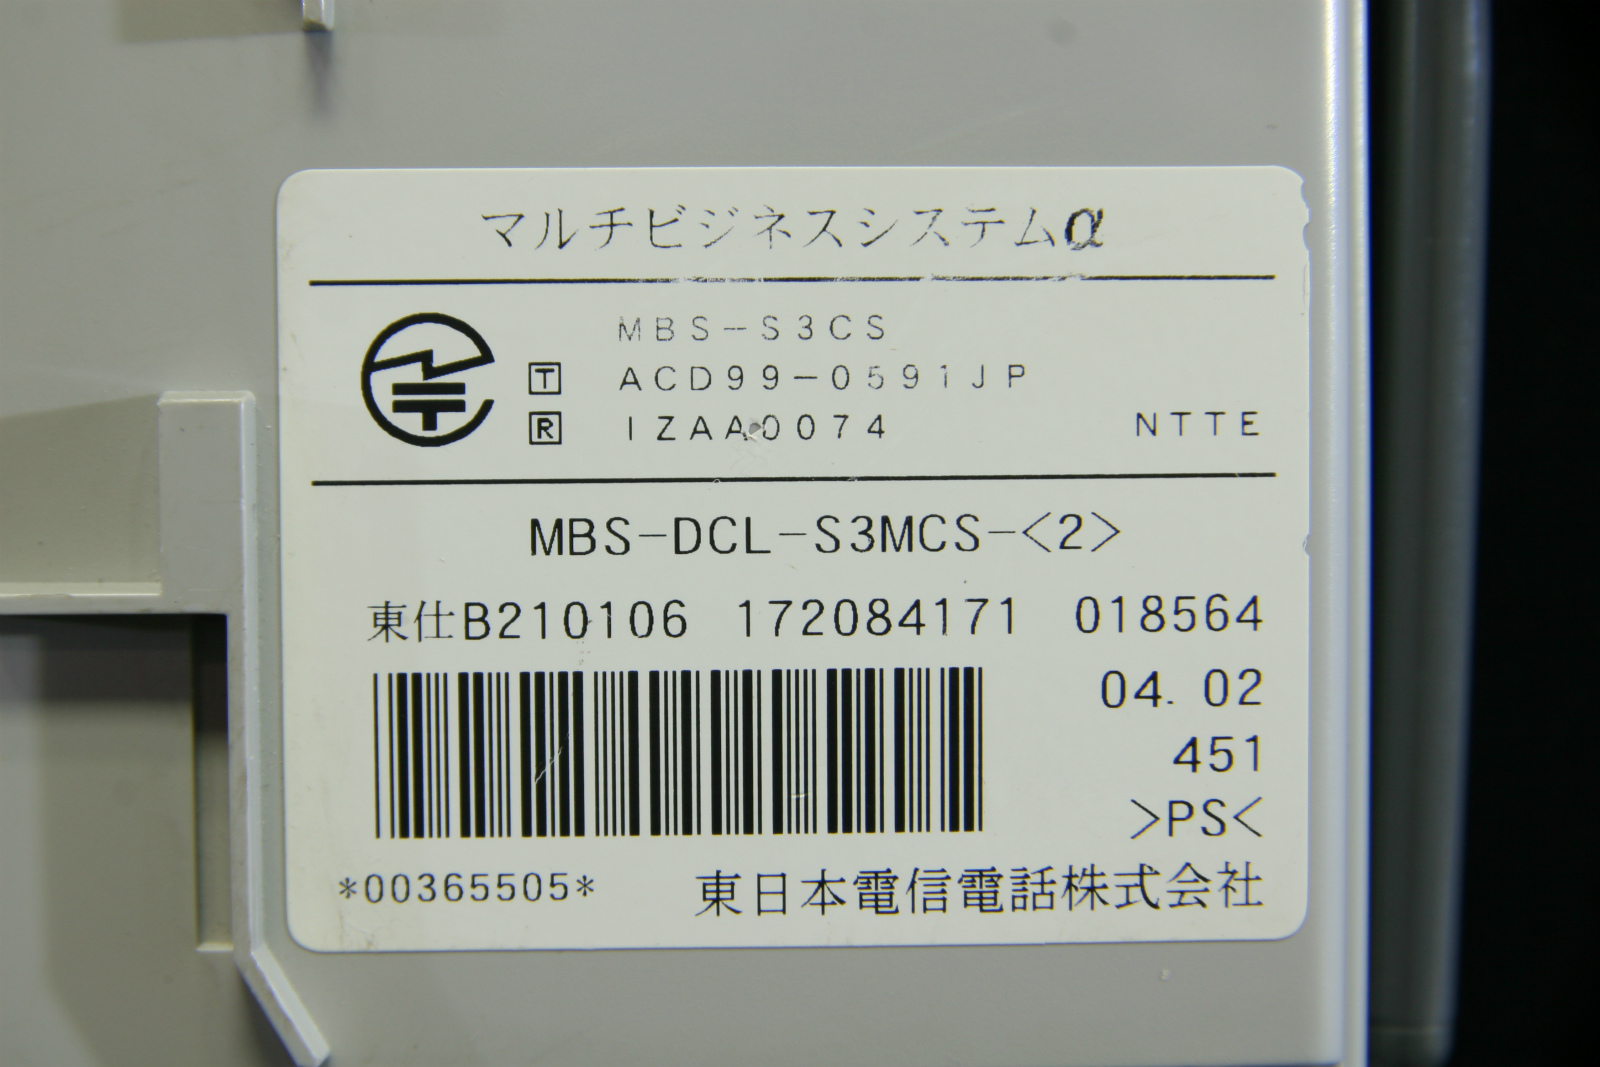 マルチビジネスシステムα
MBS-S3CS
T ACD99-0591JP
R IZAA0074 NTTE
MBS-DCL-S3MCS-<2>
東仕B210106 172084171 018564
04.02
451
>PS<
*00365505* 東日本電信電話株式会社